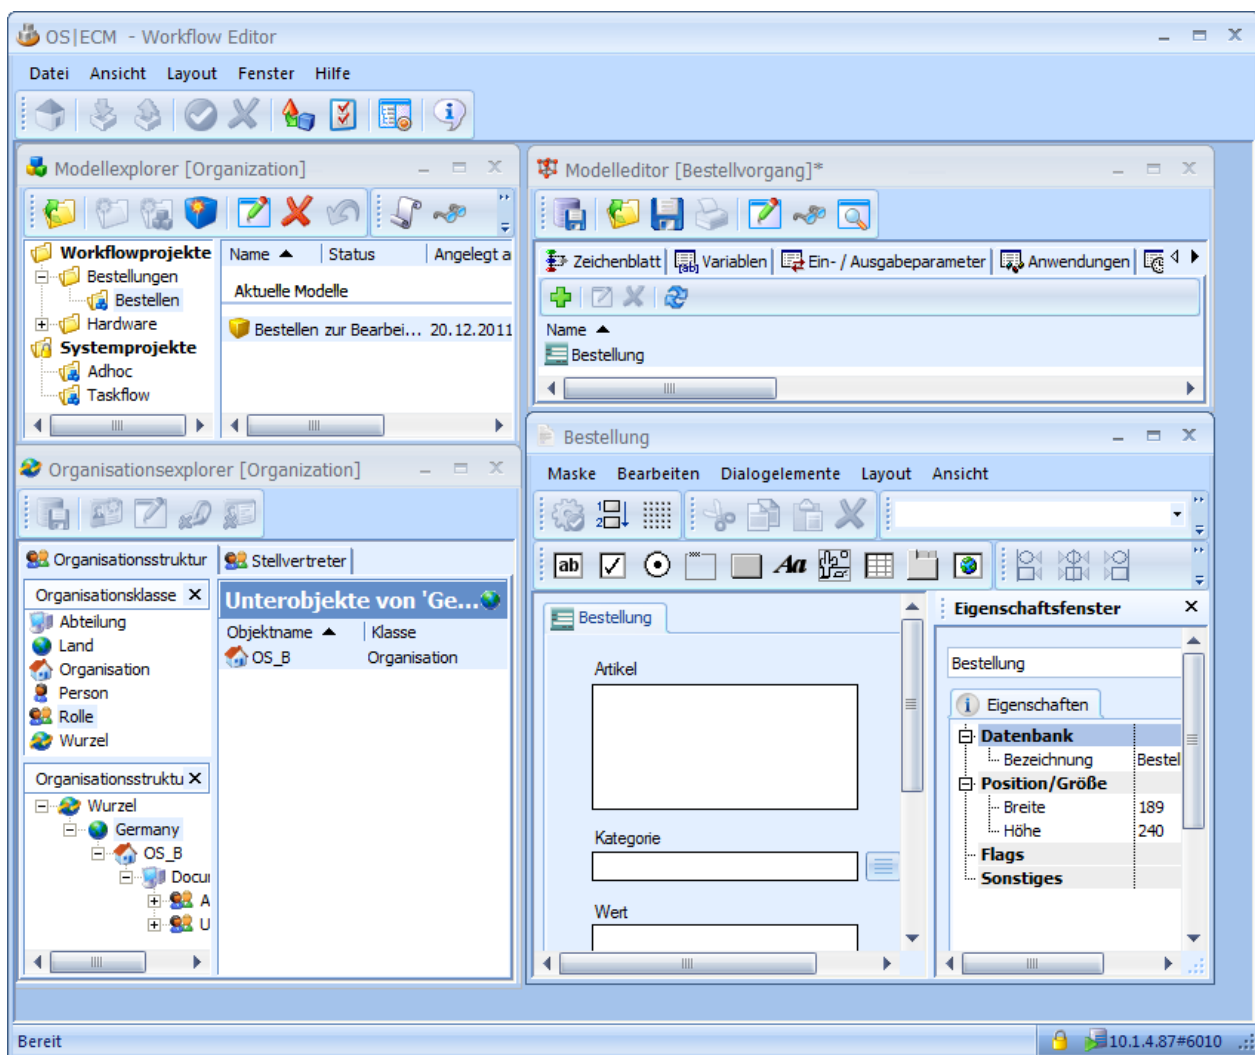 OS|ECM - Workflow Editor
Datei Ansicht Layout Fenster Hilfe
Modellexplorer [Organization]
Workflowprojekte
Bestellungen
Bestellen
Hardware
Systemprojekte
Adhoc
Taskflow
Name Status Angelegt a
Aktuelle Modelle
Bestellen zur Bearbei... 20.12.2011
Modelleditor [Bestellvorgang]*
Zeichenblatt Variablen Ein- / Ausgabeparameter Anwendungen
Name
Bestellung
Organisationsexplorer [Organization]
Organisationsstruktur Stellvertreter
Organisationsklasse
Abteilung
Land
Organisation
Person
Rolle
Wurzel
Organisationsstruktu
Wurzel
Germany
OS_B
Docu
A
U
Unterobjekte von 'Ge...
Objektname Klasse
OS_B Organisation
Bestellung
Maske Bearbeiten Dialogelemente Layout Ansicht
Bestellung
Artikel
Kategorie
Wert
Eigenschaftsfenster
Bestellung
Eigenschaften
Datenbank
Bezeichnung Bestel
Position/Größe
Breite 189
Höhe 240
Flags
Sonstiges
Bereit 10.1.4.87#6010